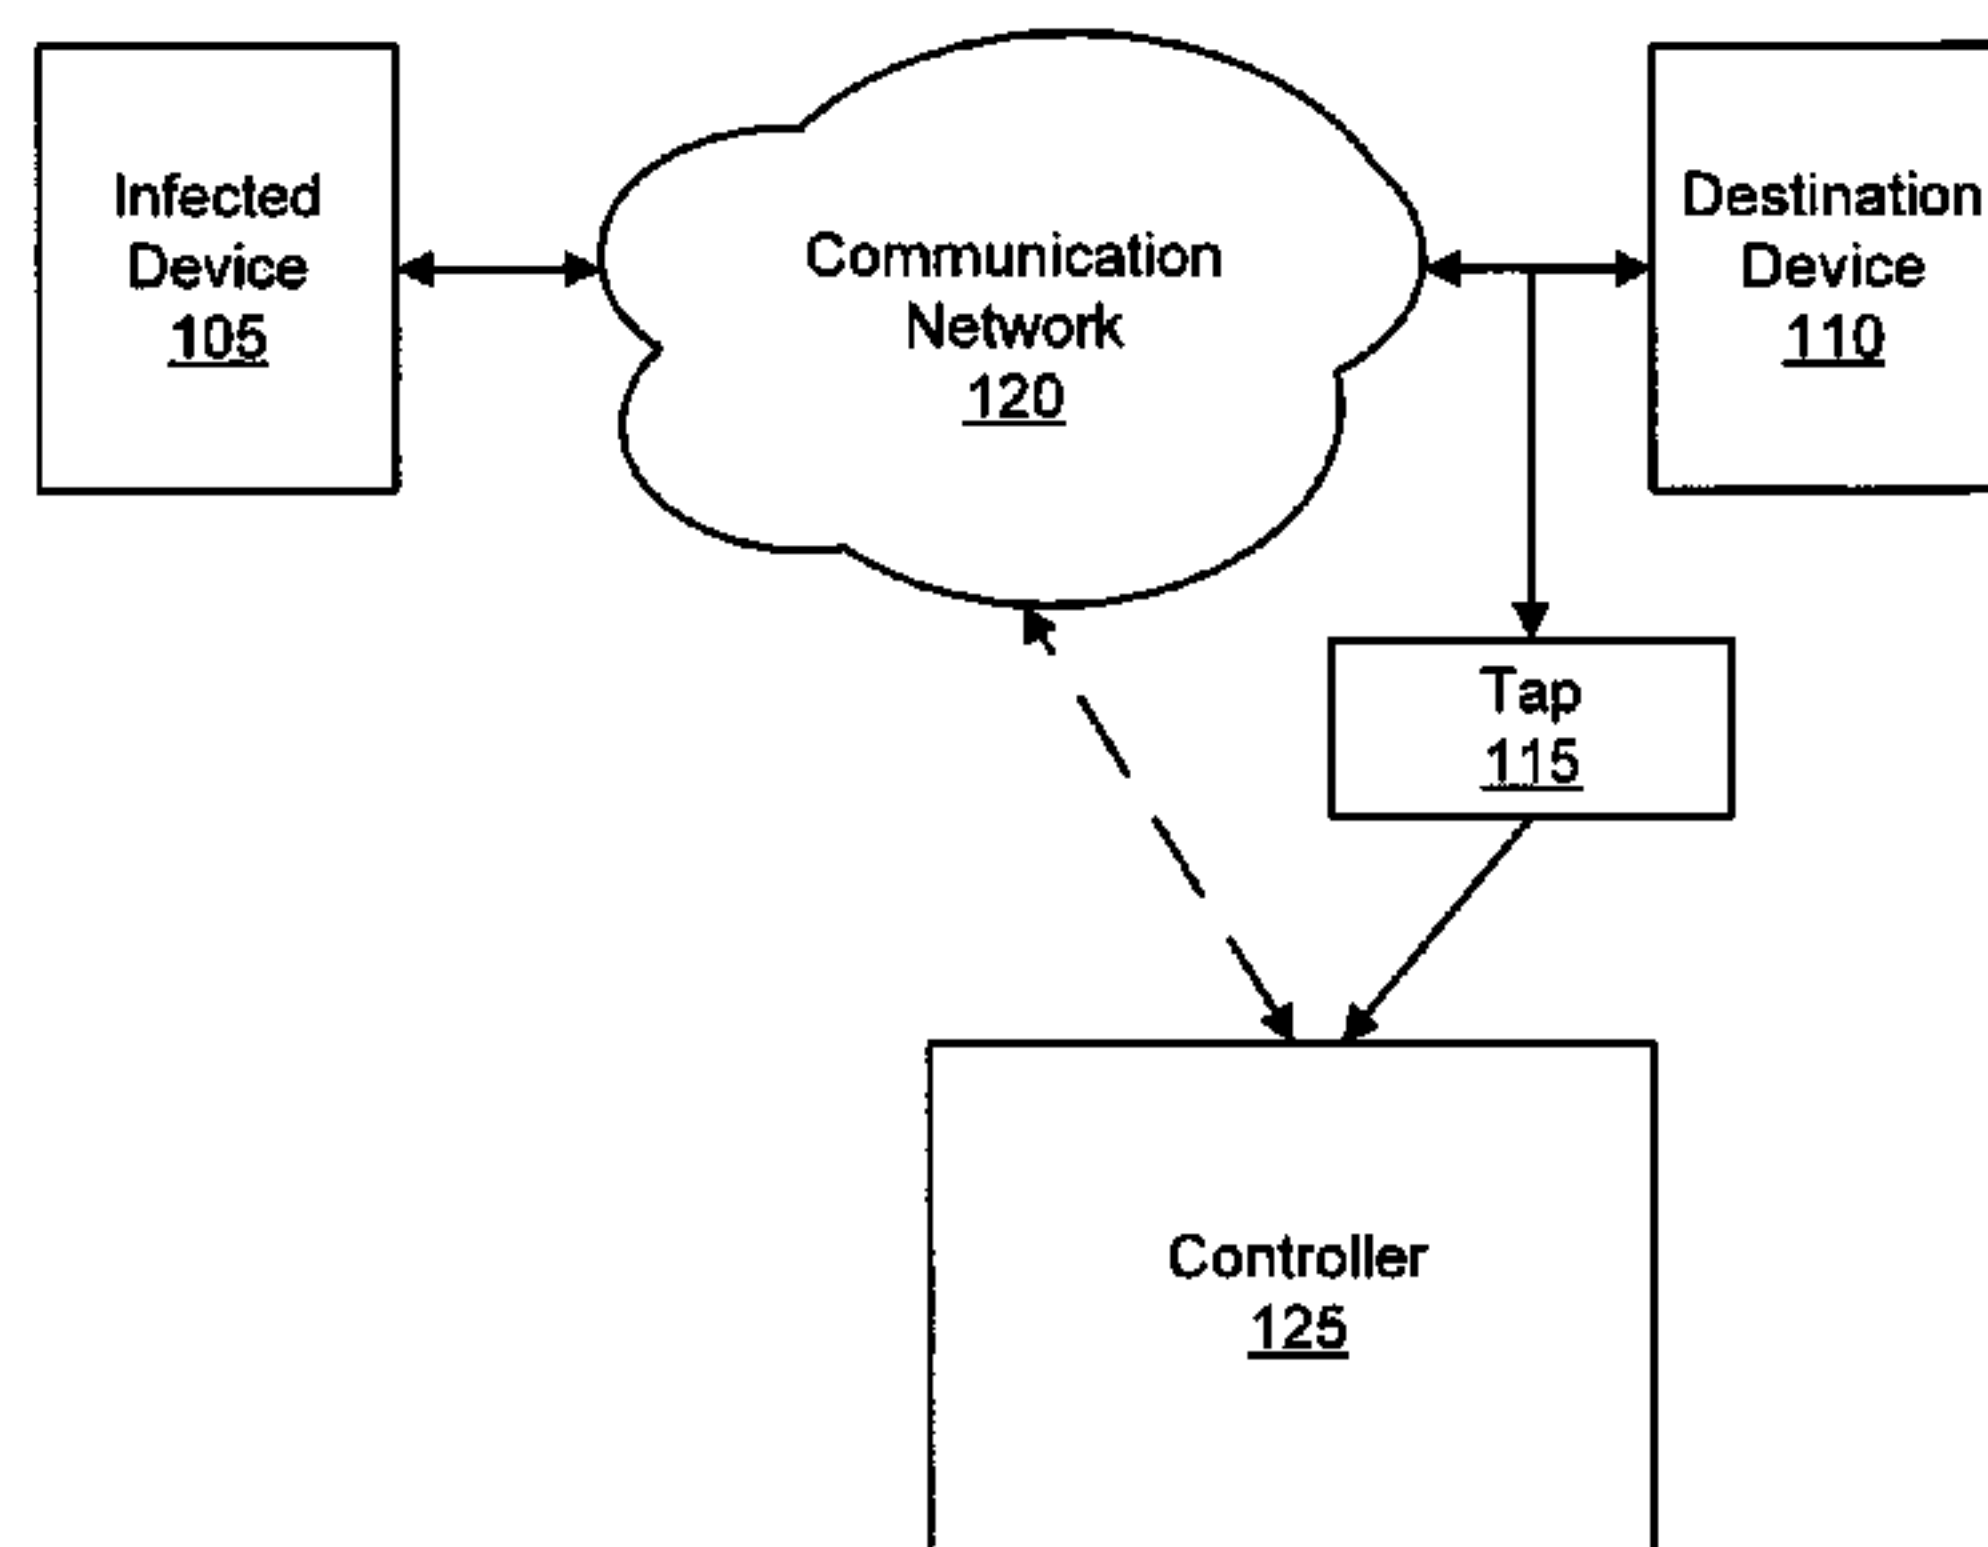 Infected
Device
105
Communication
Network
120
Destination
Device
110
Tap
115
Controller
125